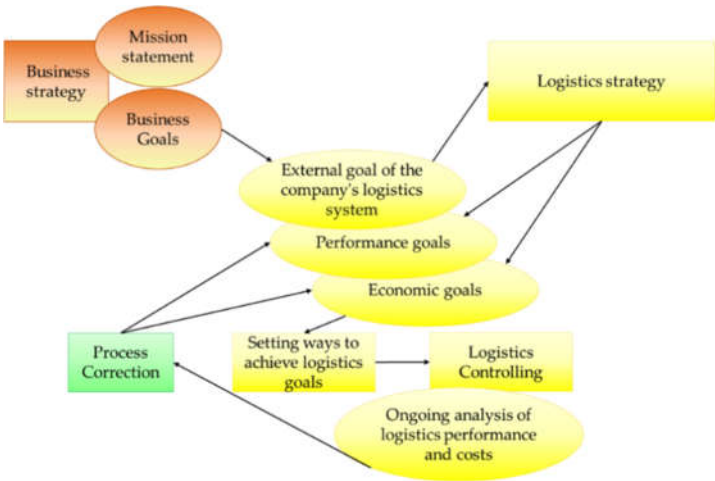 Mission
statement
Business
strategy
Business
Goals
Logistics strategy
External goal of the
company's logistics
system
Performance goals
Economic goals
Process
Correction
Setting ways to
achieve logistics
goals
Logistics
Controlling
Ongoing analysis of
logistics performance
and costs